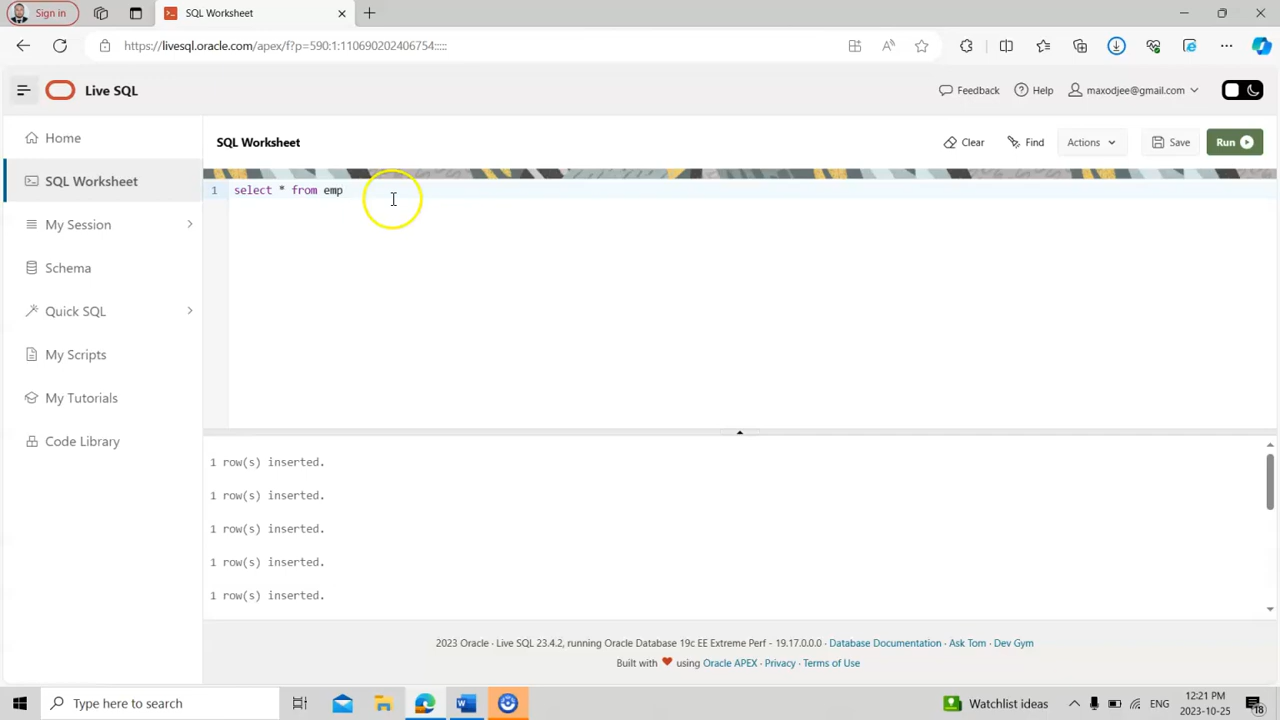 Sign in
SQL Worksheet
https://livesql.oracle.com/apex/f?p=590:1:110690202406754:::::
Live SQL
Feedback
Help
maxodjee@gmail.com
Home
SQL Worksheet
My Session
Schema
Quick SQL
My Scripts
My Tutorials
Code Library
SQL Worksheet
Clear
Find
Actions
Save
Run
1 select * from emp
1 row(s) inserted.
1 row(s) inserted.
1 row(s) inserted.
1 row(s) inserted.
1 row(s) inserted.
2023 Oracle · Live SQL 23.4.2, running Oracle Database 19c EE Extreme Perf - 19.17.0.0.0 · Database Documentation · Ask Tom · Dev Gym
Built with ❤ using Oracle APEX · Privacy · Terms of Use
Type here to search
Watchlist ideas
ENG
12:21 PM
2023-10-25
18